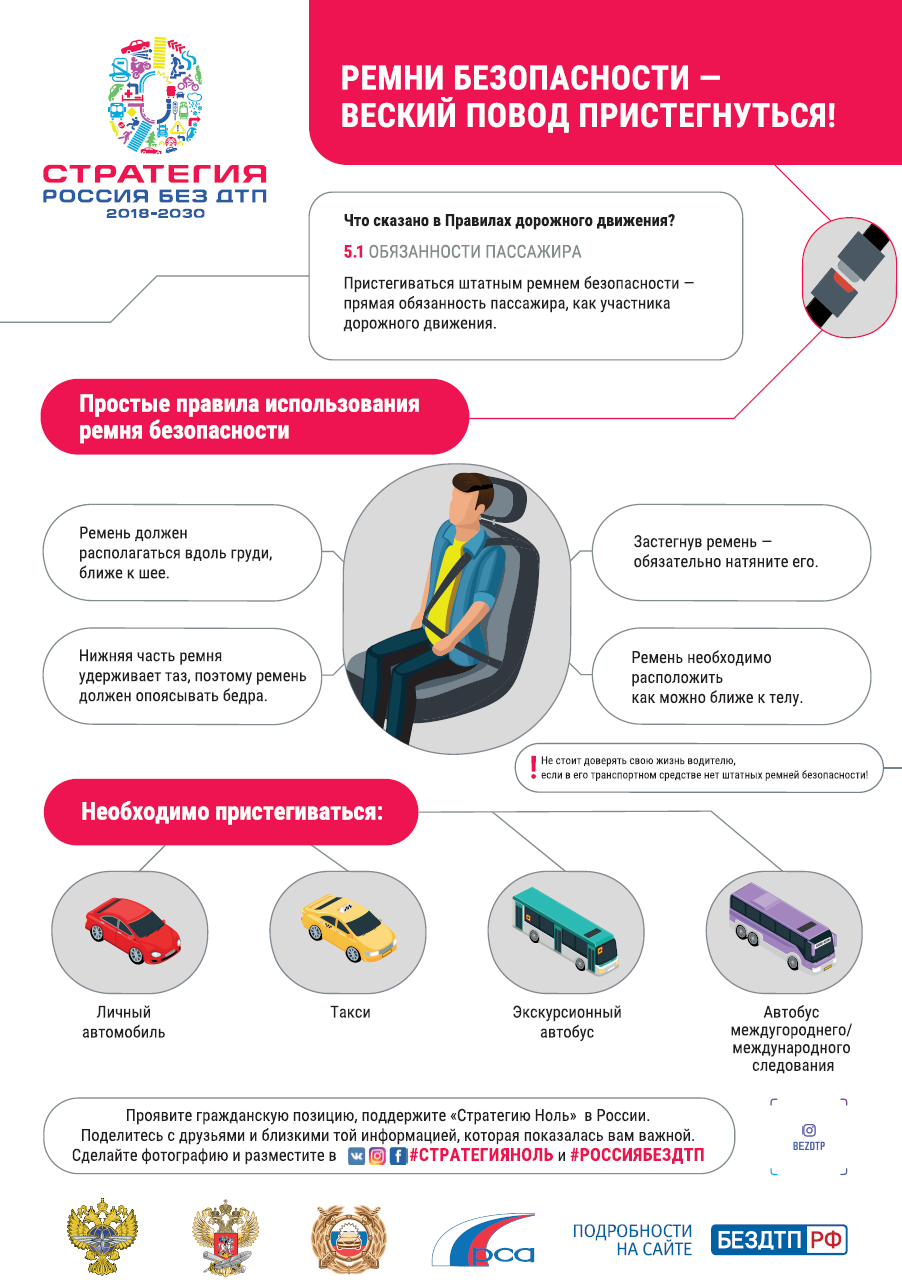 СТРАТЕГИЯ
РОССИЯ БЕЗ ДТП
2018-2030
РЕМНИ БЕЗОПАСНОСТИ —
ВЕСКИЙ ПОВОД ПРИСТЕГНУТЬСЯ!
Что сказано в Правилах дорожного движения?
5.1 ОБЯЗАННОСТИ ПАССАЖИРА
Пристегиваться штатным ремнем безопасности —
прямая обязанность пассажира, как участника
дорожного движения.
Простые правила использования
ремня безопасности
Ремень должен
располагаться вдоль груди,
ближе к шее.
Застегнув ремень —
обязательно натяните его.
Нижняя часть ремня
удерживает таз, поэтому ремень
должен опоясывать бедра.
Ремень необходимо
расположить
как можно ближе к телу.
! Не стоит доверять свою жизнь водителю,
если в его транспортном средстве нет штатных ремней безопасности!
Необходимо пристегиваться:
Личный
автомобиль
Такси
Экскурсионный
автобус
Автобус
междугороднего/
международного
следования
Проявите гражданскую позицию, поддержите «Стратегию Ноль» в России.
Поделитесь с друзьями и близкими той информацией, которая показалась вам важной.
Сделайте фотографию и разместите в #СТРАТЕГИЯНОЛЬ и #РОССИЯБЕЗДТП
BEZDTP
рса
ПОДРОБНОСТИ
НА САЙТЕ
БЕЗДТП РФ